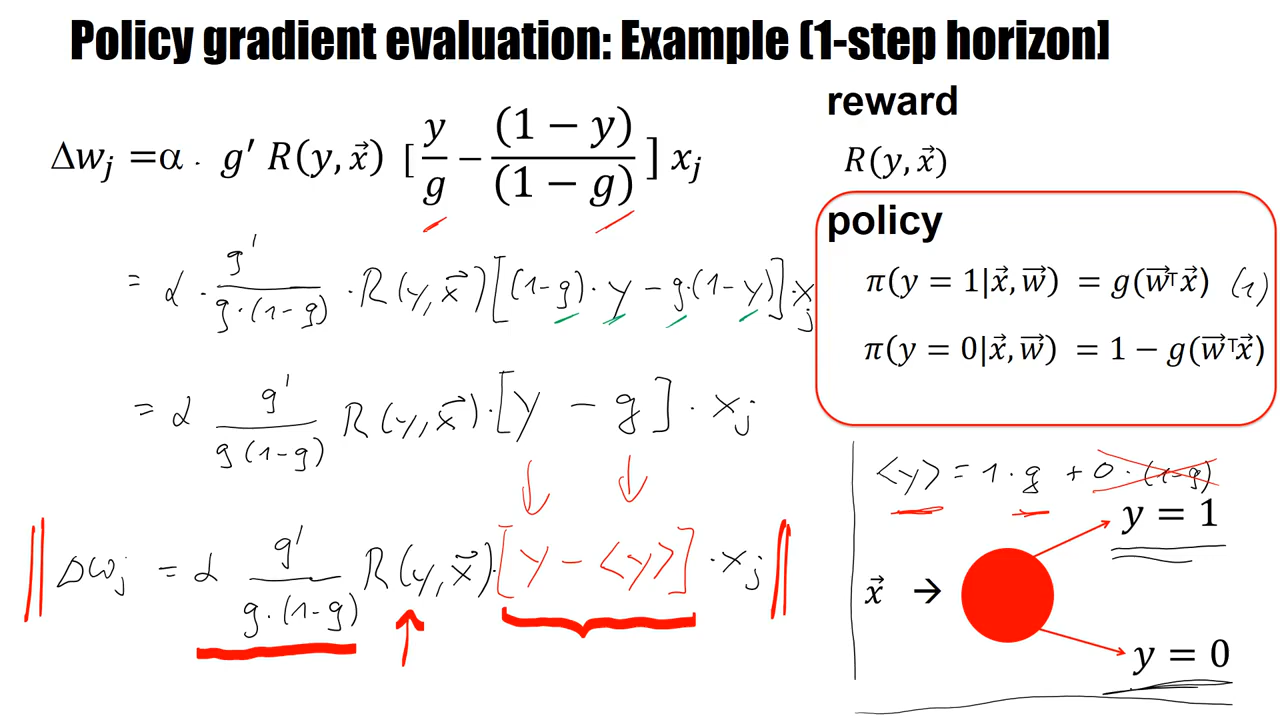 Policy gradient evaluation: Example (1-step horizon]
Δw_j =α · g′ R(y, x⃗) [y/g − (1 − y)/(1 − g)] x_j
= α · g'/(g·(1-g)) · R(y, x⃗) [(1-g)· y - g·(1-y)]·x_j
= α g'/(g(1-g)) R(y, x⃗)·[y - g] · x_j
Δw_j = α g'/(g·(1-g)) R(y, x⃗)·[y - <y>] ·x_j
reward
R(y, x⃗)
policy
π(y = 1|x⃗, w⃗) = g(w⃗ᵀx⃗) (1)
π(y = 0|x⃗, w⃗) = 1 − g(w⃗ᵀx⃗)
<y> = 1 · g + 0 · (1-g)
y = 1
x⃗ →
y = 0